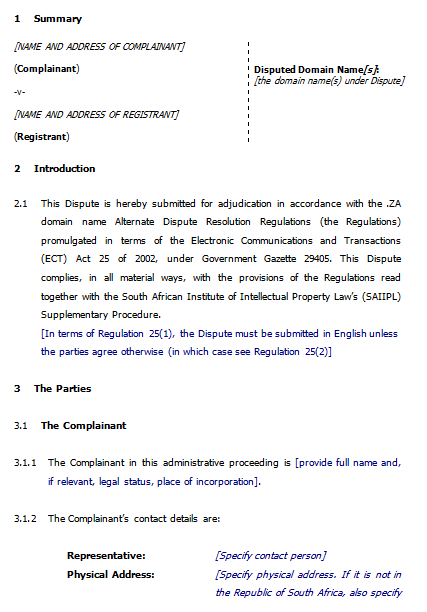 1 Summary
[NAME AND ADDRESS OF COMPLAINANT]
(Complainant)
-v-
[NAME AND ADDRESS OF REGISTRANT]
(Registrant)
Disputed Domain Name[s]:
[the domain name(s) under Dispute]
2 Introduction
2.1 This Dispute is hereby submitted for adjudication in accordance with the .ZA
domain name Alternate Dispute Resolution Regulations (the Regulations)
promulgated in terms of the Electronic Communications and Transactions
(ECT) Act 25 of 2002, under Government Gazette 29405. This Dispute
complies, in all material ways, with the provisions of the Regulations read
together with the South African Institute of Intellectual Property Law's (SAIIPL)
Supplementary Procedure.
[In terms of Regulation 25(1), the Dispute must be submitted in English unless
the parties agree otherwise (in which case see Regulation 25(2)]
3 The Parties
3.1 The Complainant
3.1.1 The Complainant in this administrative proceeding is [provide full name and,
if relevant, legal status, place of incorporation].
3.1.2 The Complainant's contact details are:
Representative: [Specify contact person]
Physical Address: [Specify physical address. If it is not in
the Republic of South Africa, also specify